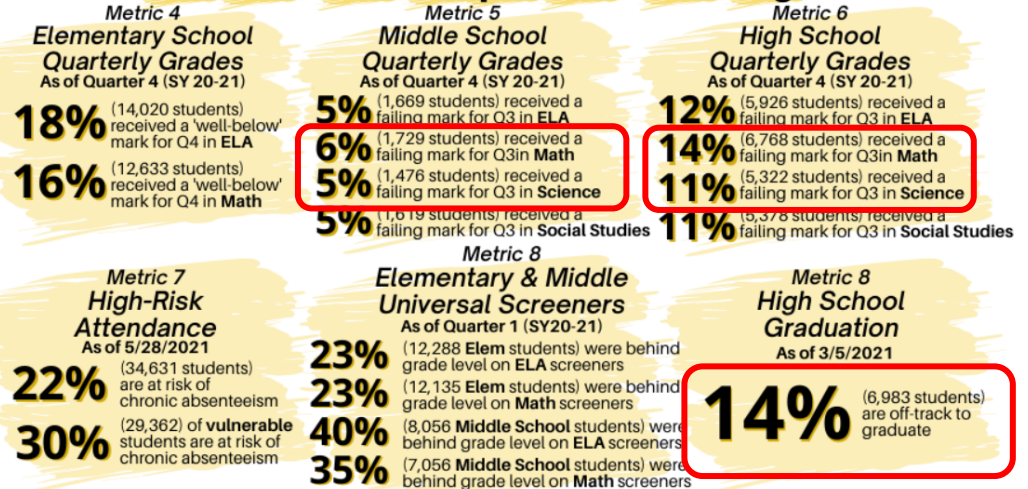 Metric 4
Elementary School
Quarterly Grades
As of Quarter 4 (SY 20-21)
18% (14,020 students)
received a 'well-below'
mark for Q4 in ELA
16% (12,633 students)
received a 'well-below'
mark for Q4 in Math
Metric 5
Middle School
Quarterly Grades
As of Quarter 4 (SY 20-21)
5% (1,669 students) received a
failing mark for Q3 in ELA
6% (1,729 students) received a
failing mark for Q3in Math
5% (1,476 students) received a
failing mark for Q3 in Science
5% (1,619 students) received a
failing mark for Q3 in Social Studies
Metric 6
High School
Quarterly Grades
As of Quarter 4 (SY 20-21)
12% (5,926 students) received a
failing mark for Q3 in ELA
14% (6,768 students) received a
failing mark for Q3in Math
11% (5,322 students) received a
failing mark for Q3 in Science
11% (5,378 students) received a
failing mark for Q3 in Social Studies
Metric 7
High-Risk
Attendance
As of 5/28/2021
22% (34,631 students)
are at risk of
chronic absenteeism
30% (29,362) of vulnerable
students are at risk of
chronic absenteeism
Metric 8
Elementary & Middle
Universal Screeners
As of Quarter 1 (SY20-21)
23% (12,288 Elem students) were behind
grade level on ELA screeners
23% (12,135 Elem students) were behind
grade level on Math screeners
40% (8,056 Middle School students) were
behind grade level on ELA screeners
35% (7,056 Middle School students) were
behind grade level on Math screeners
Metric 8
High School
Graduation
As of 3/5/2021
14% (6,983 students)
are off-track to
graduate